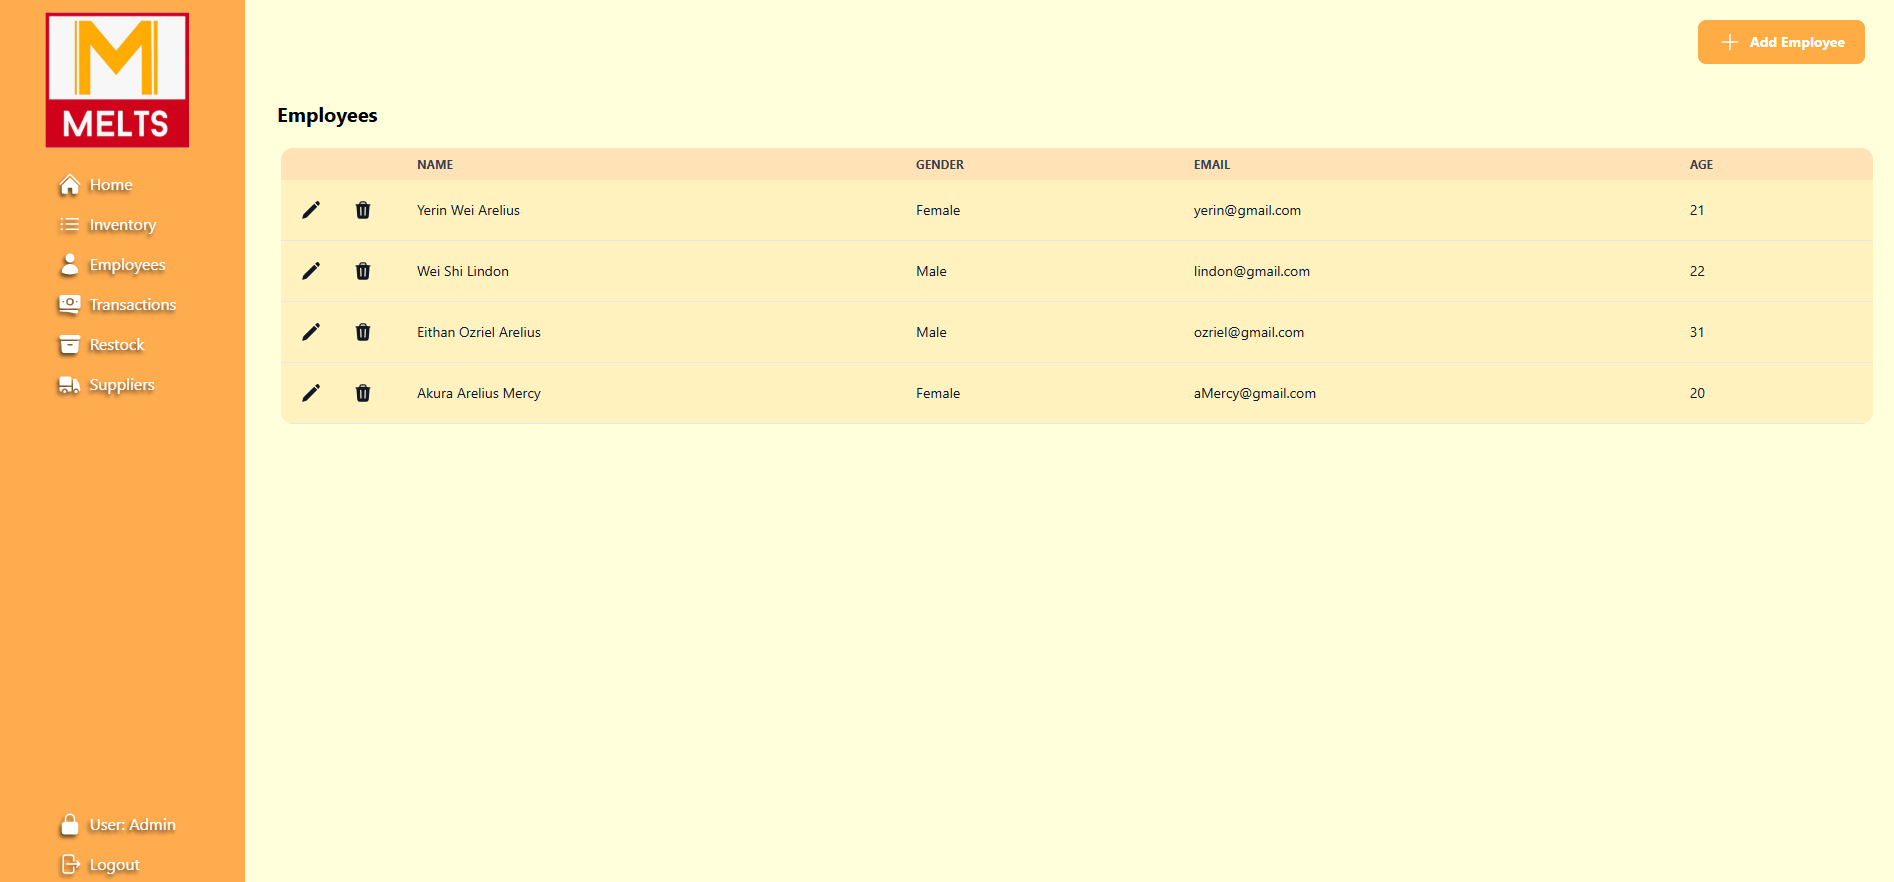 M
MELTS
Home
Inventory
Employees
Transactions
Restock
Suppliers
User: Admin
Logout
Add Employee
Employees
NAME GENDER EMAIL AGE
Yerin Wei Arelius Female yerin@gmail.com 21
Wei Shi Lindon Male lindon@gmail.com 22
Eithan Ozriel Arelius Male ozriel@gmail.com 31
Akura Arelius Mercy Female aMercy@gmail.com 20